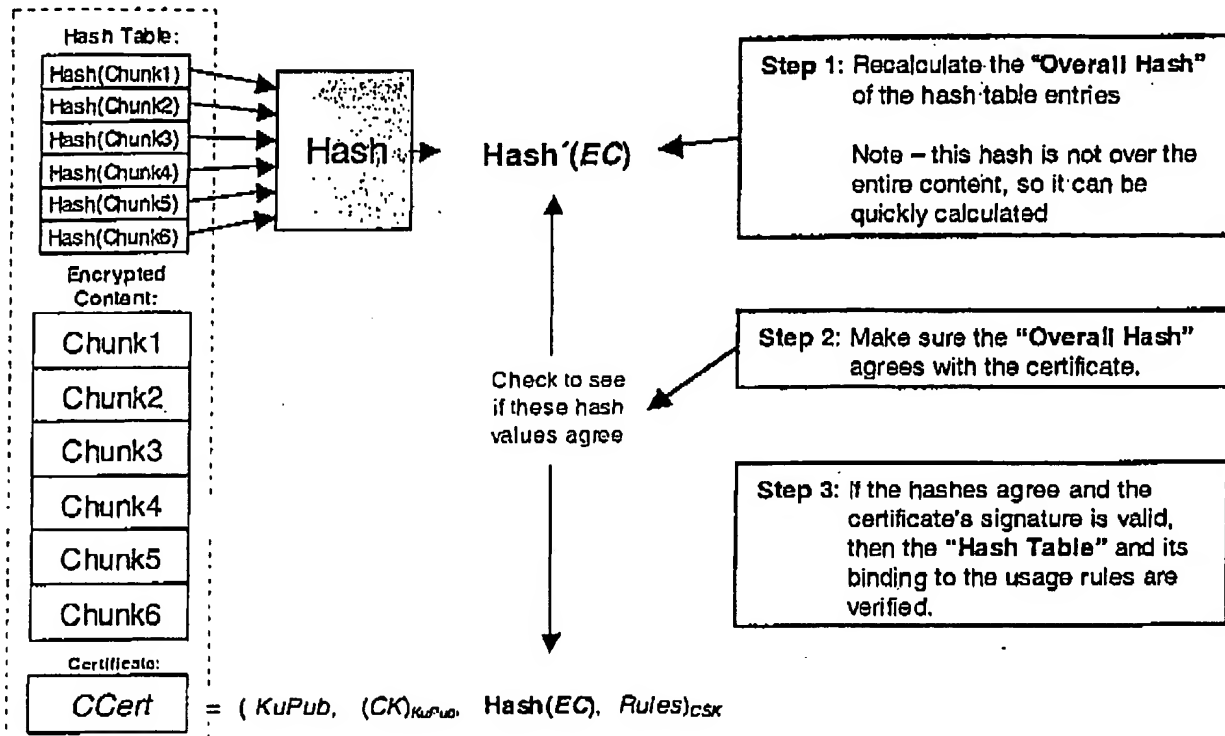 Hash Table:
Hash(Chunk1)
Hash(Chunk2)
Hash(Chunk3)
Hash(Chunk4)
Hash(Chunk5)
Hash(Chunk6)
Hash
Hash´(EC)
Encrypted
Content:
Chunk1
Chunk2
Chunk3
Chunk4
Chunk5
Chunk6
Check to see
if these hash
values agree
Certificate:
CCert = ( KuPub, (CK)KuPub, Hash(EC), Rules)CSK
Step 1: Recalculate the “Overall Hash”
of the hash table entries
Note – this hash is not over the
entire content, so it can be
quickly calculated
Step 2: Make sure the “Overall Hash”
agrees with the certificate.
Step 3: If the hashes agree and the
certificate's signature is valid,
then the “Hash Table” and its
binding to the usage rules are
verified.